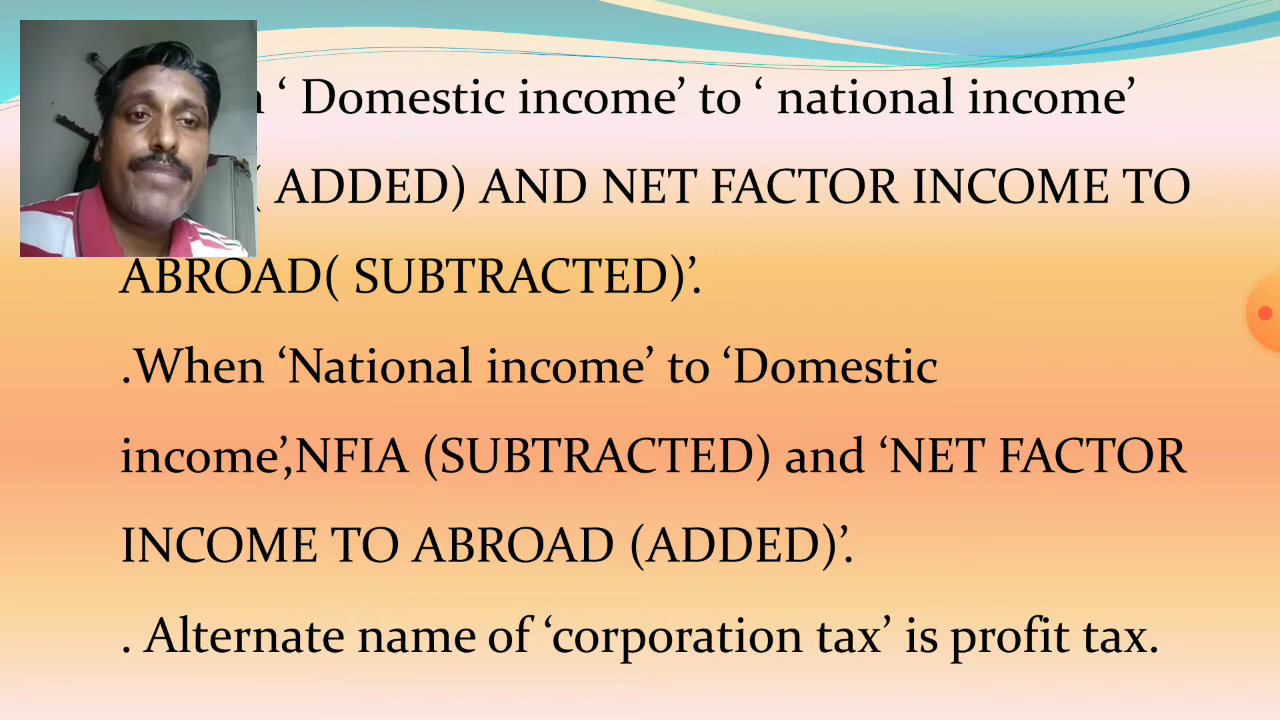 ‘ Domestic income’ to ‘ national income’
( ADDED) AND NET FACTOR INCOME TO
ABROAD( SUBTRACTED)’.
.When ‘National income’ to ‘Domestic
income’,NFIA (SUBTRACTED) and ‘NET FACTOR
INCOME TO ABROAD (ADDED)’.
. Alternate name of ‘corporation tax’ is profit tax.